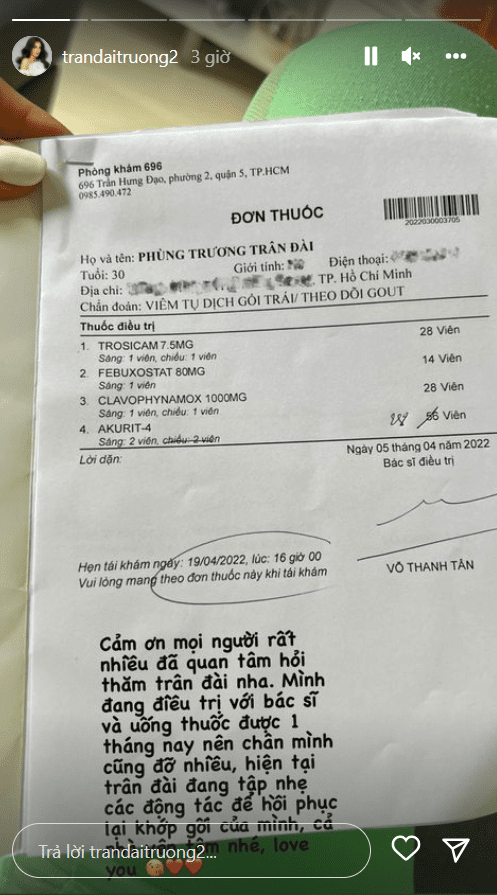 trandaitruong2 3 giờ
Phòng khám 696
696 Trần Hưng Đạo, phường 2, quận 5, TP.HCM
0985.490.472
2022030003705
ĐƠN THUỐC
Họ và tên: PHÙNG TRƯƠNG TRÂN ĐÀI
Tuổi: 30 Giới tính: Điện thoại:
Địa chỉ: , TP. Hồ Chí Minh
Chẩn đoán: VIÊM TỤ DỊCH GỐI TRÁI/ THEO DÕI GOUT
Thuốc điều trị
1. TROSICAM 7.5MG 28 Viên
Sáng: 1 viên, chiều: 1 viên
2. FEBUXOSTAT 80MG 14 Viên
Sáng: 1 viên
3. CLAVOPHYNAMOX 1000MG 28 Viên
Sáng: 1 viên, chiều: 1 viên
4. AKURIT-4 56 Viên
Sáng: 2 viên, chiều: 2 viên
Lời dặn:
Ngày 05 tháng 04 năm 2022
Bác sĩ điều trị
Hẹn tái khám ngày: 19/04/2022, lúc: 16 giờ 00
Vui lòng mang theo đơn thuốc này khi tái khám
VÕ THANH TÂN
Cảm ơn mọi người rất
nhiều đã quan tâm hỏi
thăm trân đài nha. Mình
đang điều trị với bác sĩ
và uống thuốc được 1
tháng nay nên chân mình
cũng đỡ nhiều, hiện tại
trân đài đang tập nhẹ
các động tác để hồi phục
lại khớp gối của mình, cả
nhé, love
you
Trả lời trandaitruong2...